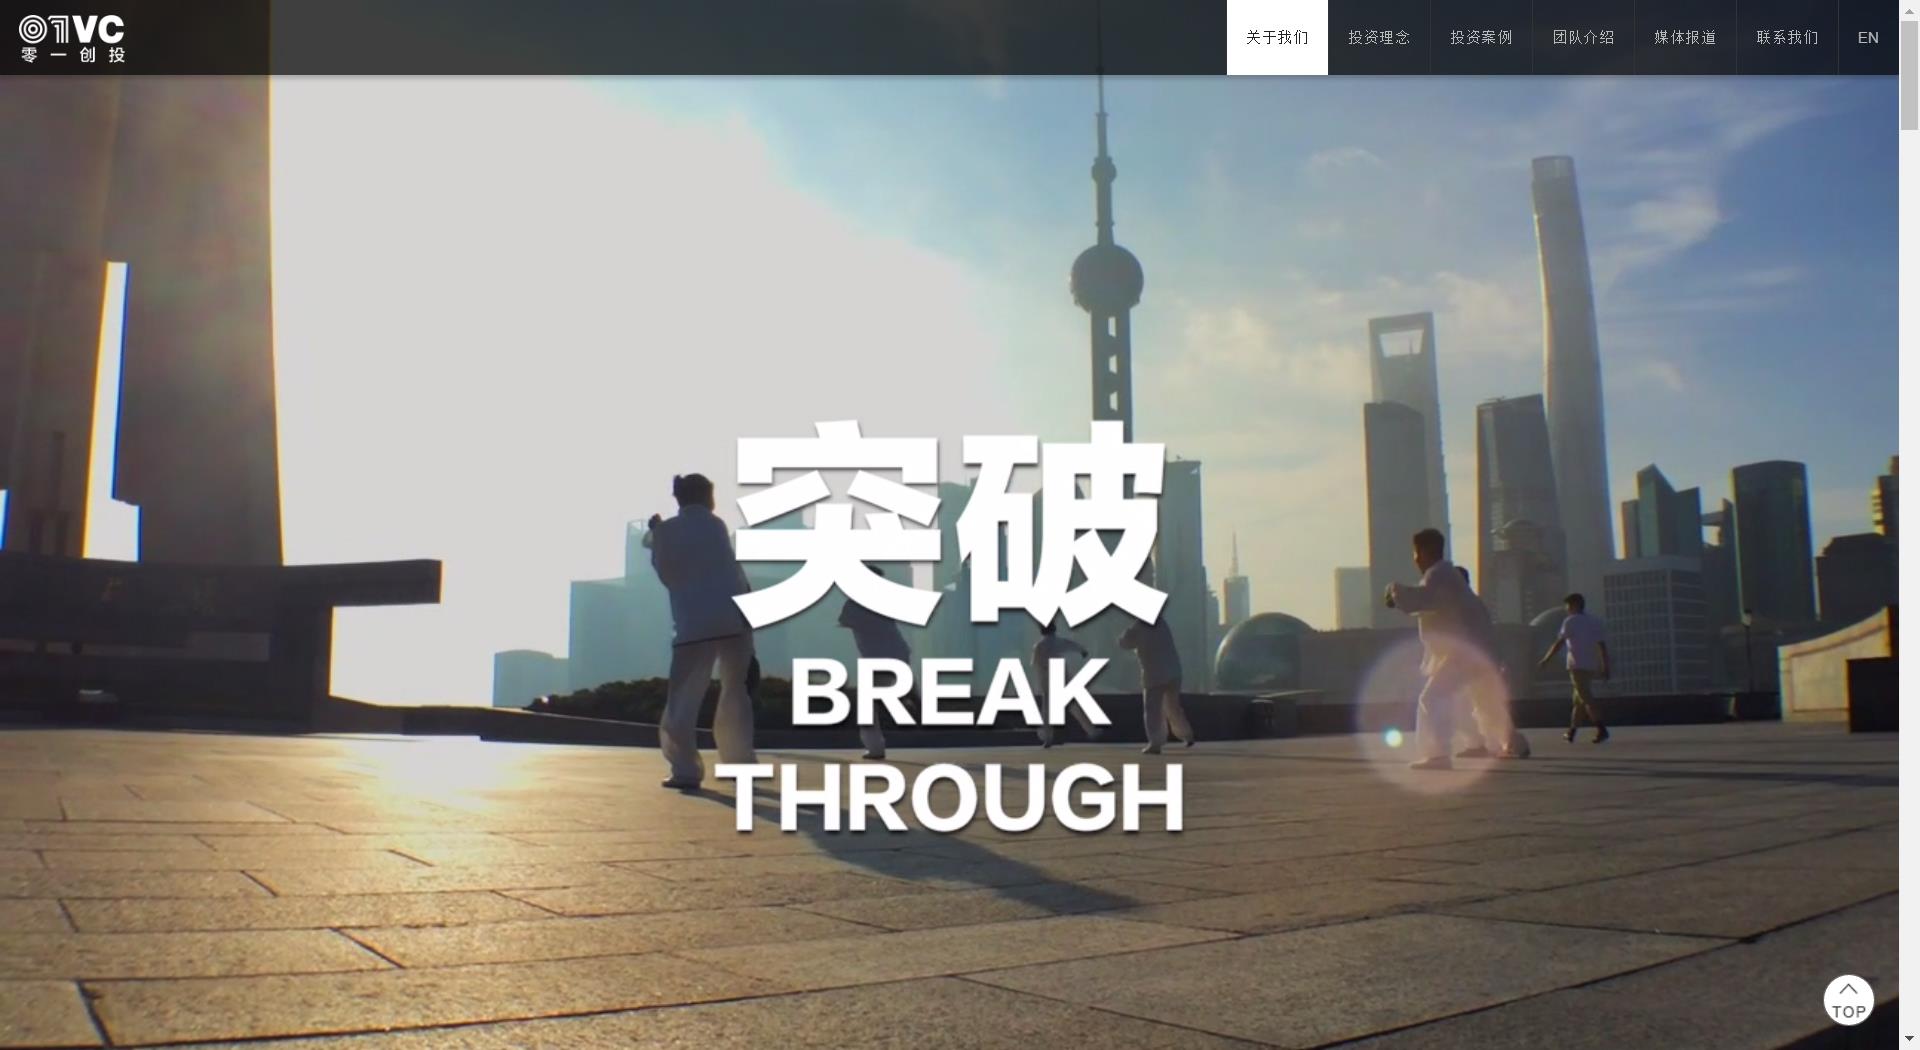 01VC
零一创投
关于我们
投资理念
投资案例
团队介绍
媒体报道
联系我们
EN
突破
BREAK
THROUGH
TOP